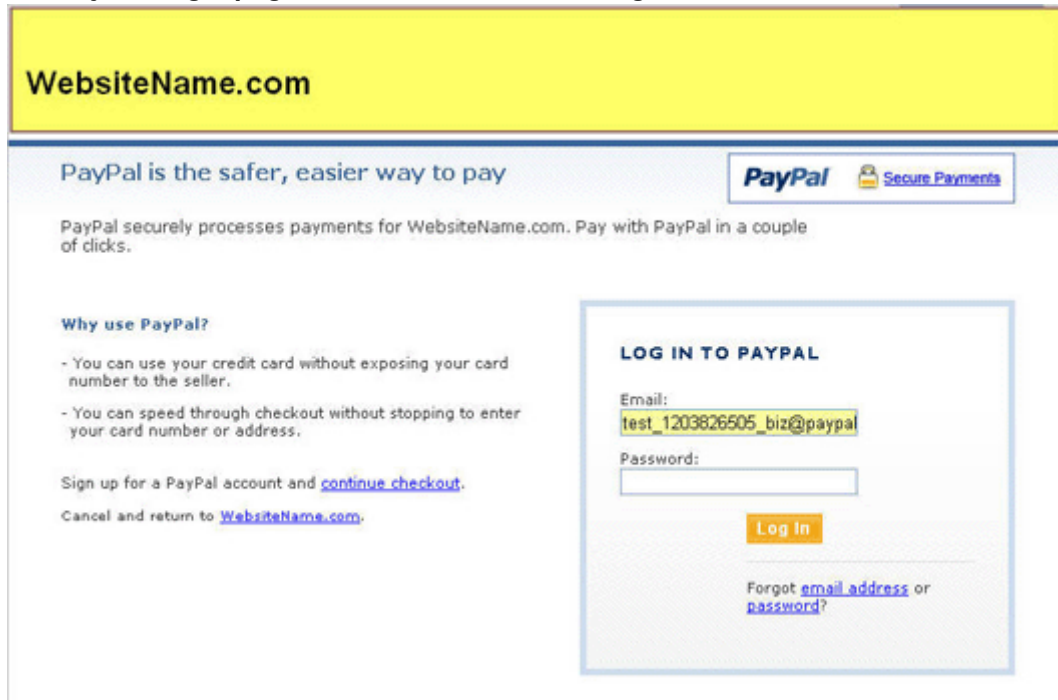 WebsiteName.com
PayPal is the safer, easier way to pay
PayPal Secure Payments
PayPal securely processes payments for WebsiteName.com. Pay with PayPal in a couple
of clicks.
Why use PayPal?
- You can use your credit card without exposing your card
number to the seller.
- You can speed through checkout without stopping to enter
your card number or address.
Sign up for a PayPal account and continue checkout.
Cancel and return to WebsiteName.com.
LOG IN TO PAYPAL
Email:
test_1203826505_biz@paypal
Password:
Log In
Forgot email address or
password?